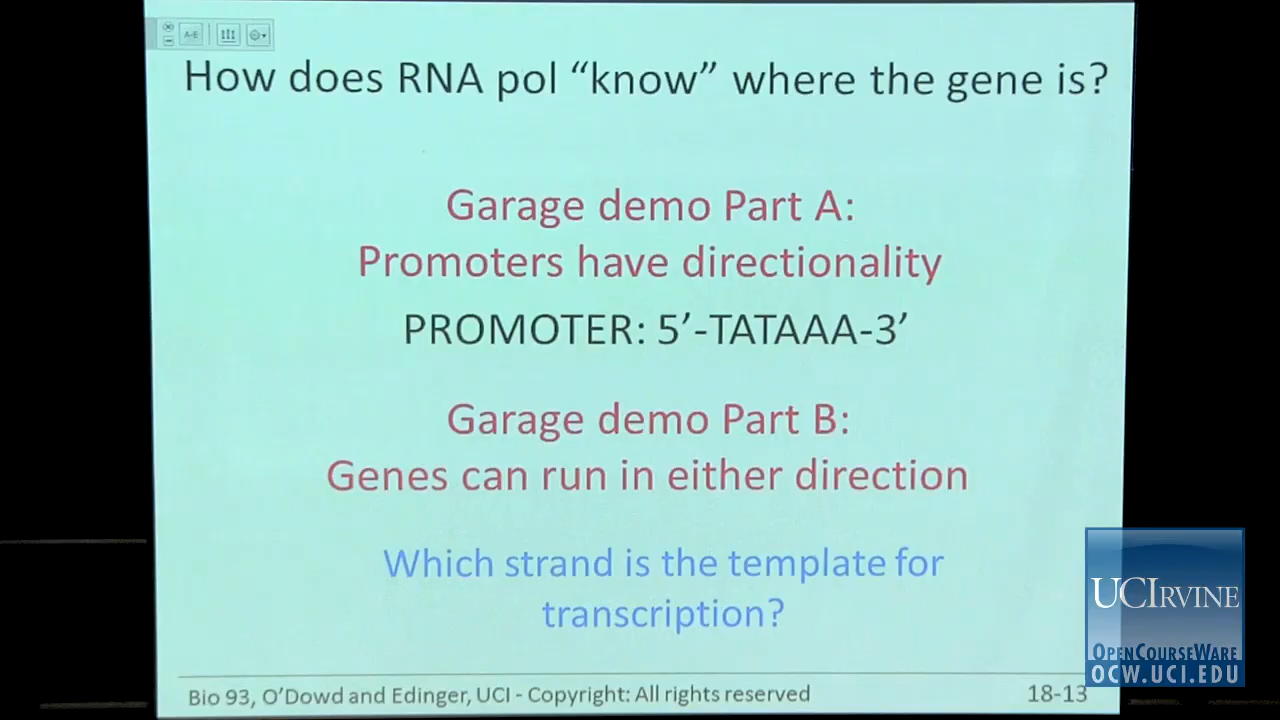 A-E
How does RNA pol “know” where the gene is?
Garage demo Part A:
Promoters have directionality
PROMOTER: 5’-TATAAA-3’
Garage demo Part B:
Genes can run in either direction
Which strand is the template for
transcription?
UCIRVINE
OPENCOURSEWARE
OCW.UCI.EDU
Bio 93, O’Dowd and Edinger, UCI - Copyright: All rights reserved
18-13